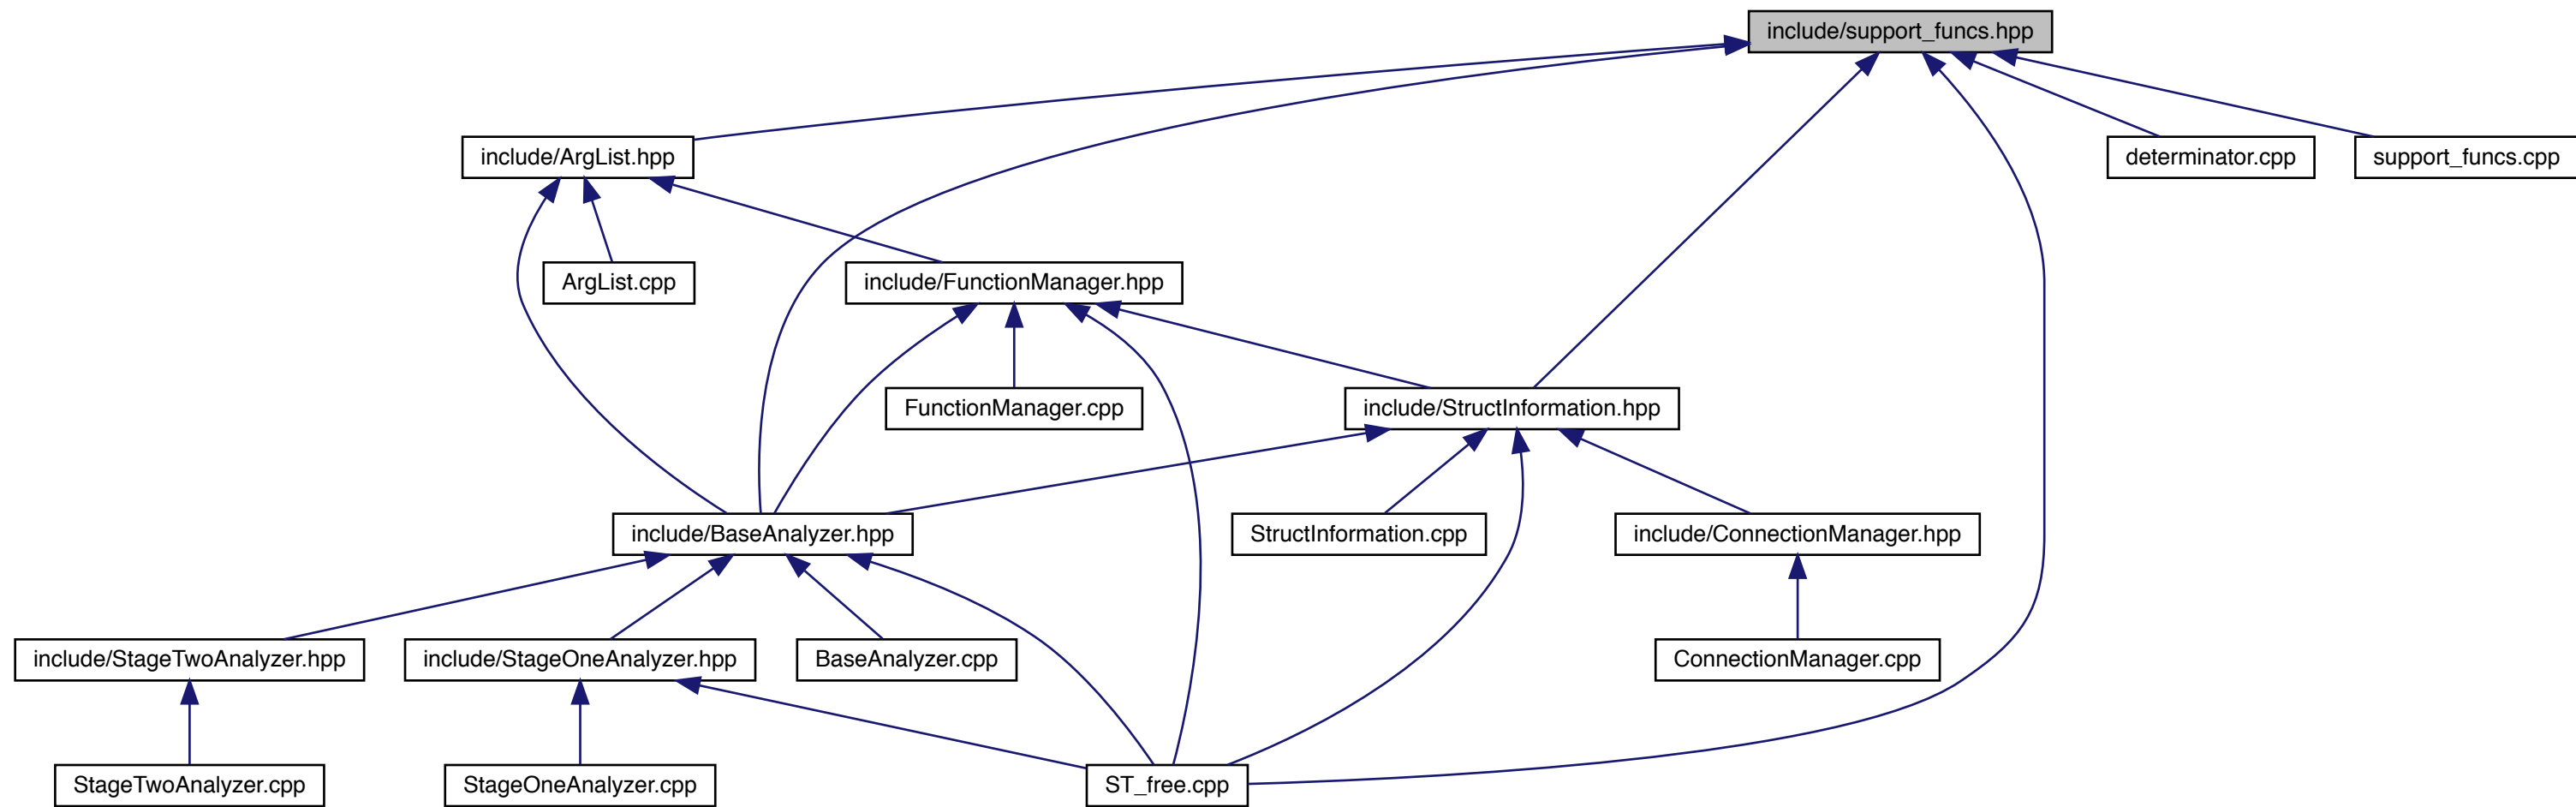 include/support_funcs.hpp
include/ArgList.hpp
determinator.cpp
support_funcs.cpp
ArgList.cpp
include/FunctionManager.hpp
FunctionManager.cpp
include/StructInformation.hpp
include/BaseAnalyzer.hpp
StructInformation.cpp
include/ConnectionManager.hpp
include/StageTwoAnalyzer.hpp
include/StageOneAnalyzer.hpp
BaseAnalyzer.cpp
ConnectionManager.cpp
StageTwoAnalyzer.cpp
StageOneAnalyzer.cpp
ST_free.cpp